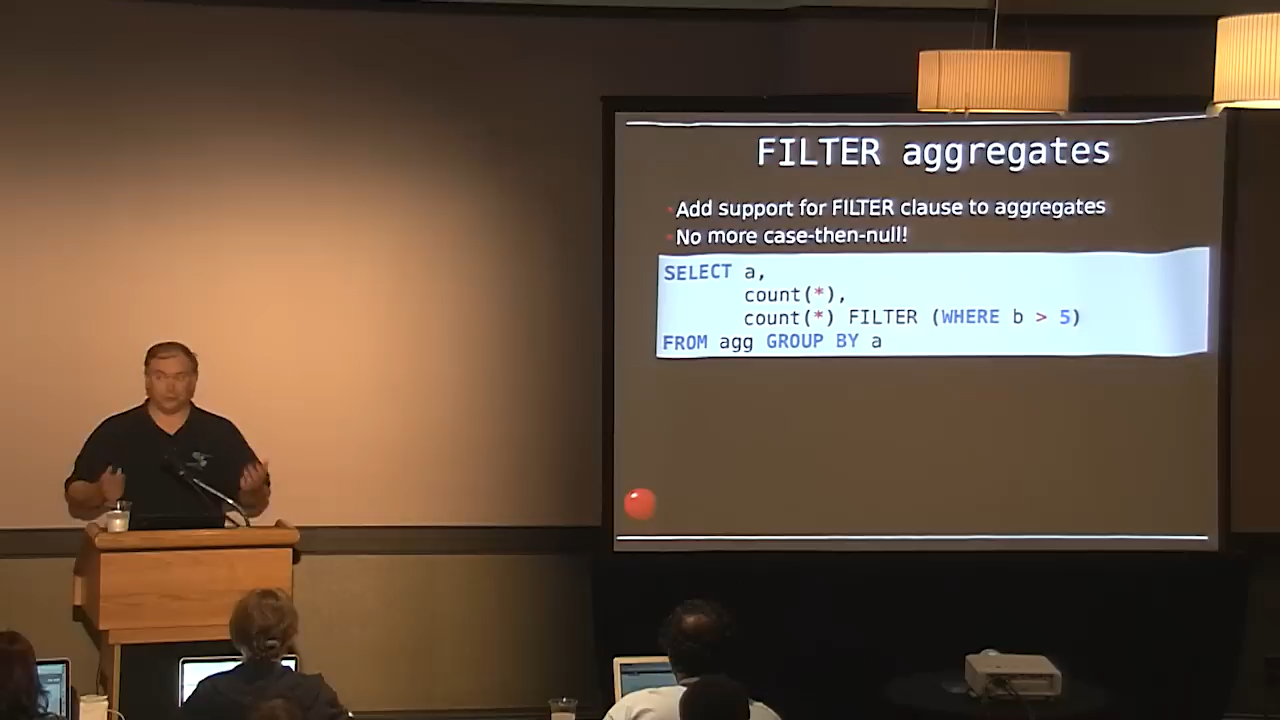 FILTER aggregates
Add support for FILTER clause to aggregates
No more case-then-null!
SELECT a,
count(*),
count(*) FILTER (WHERE b > 5)
FROM agg GROUP BY a